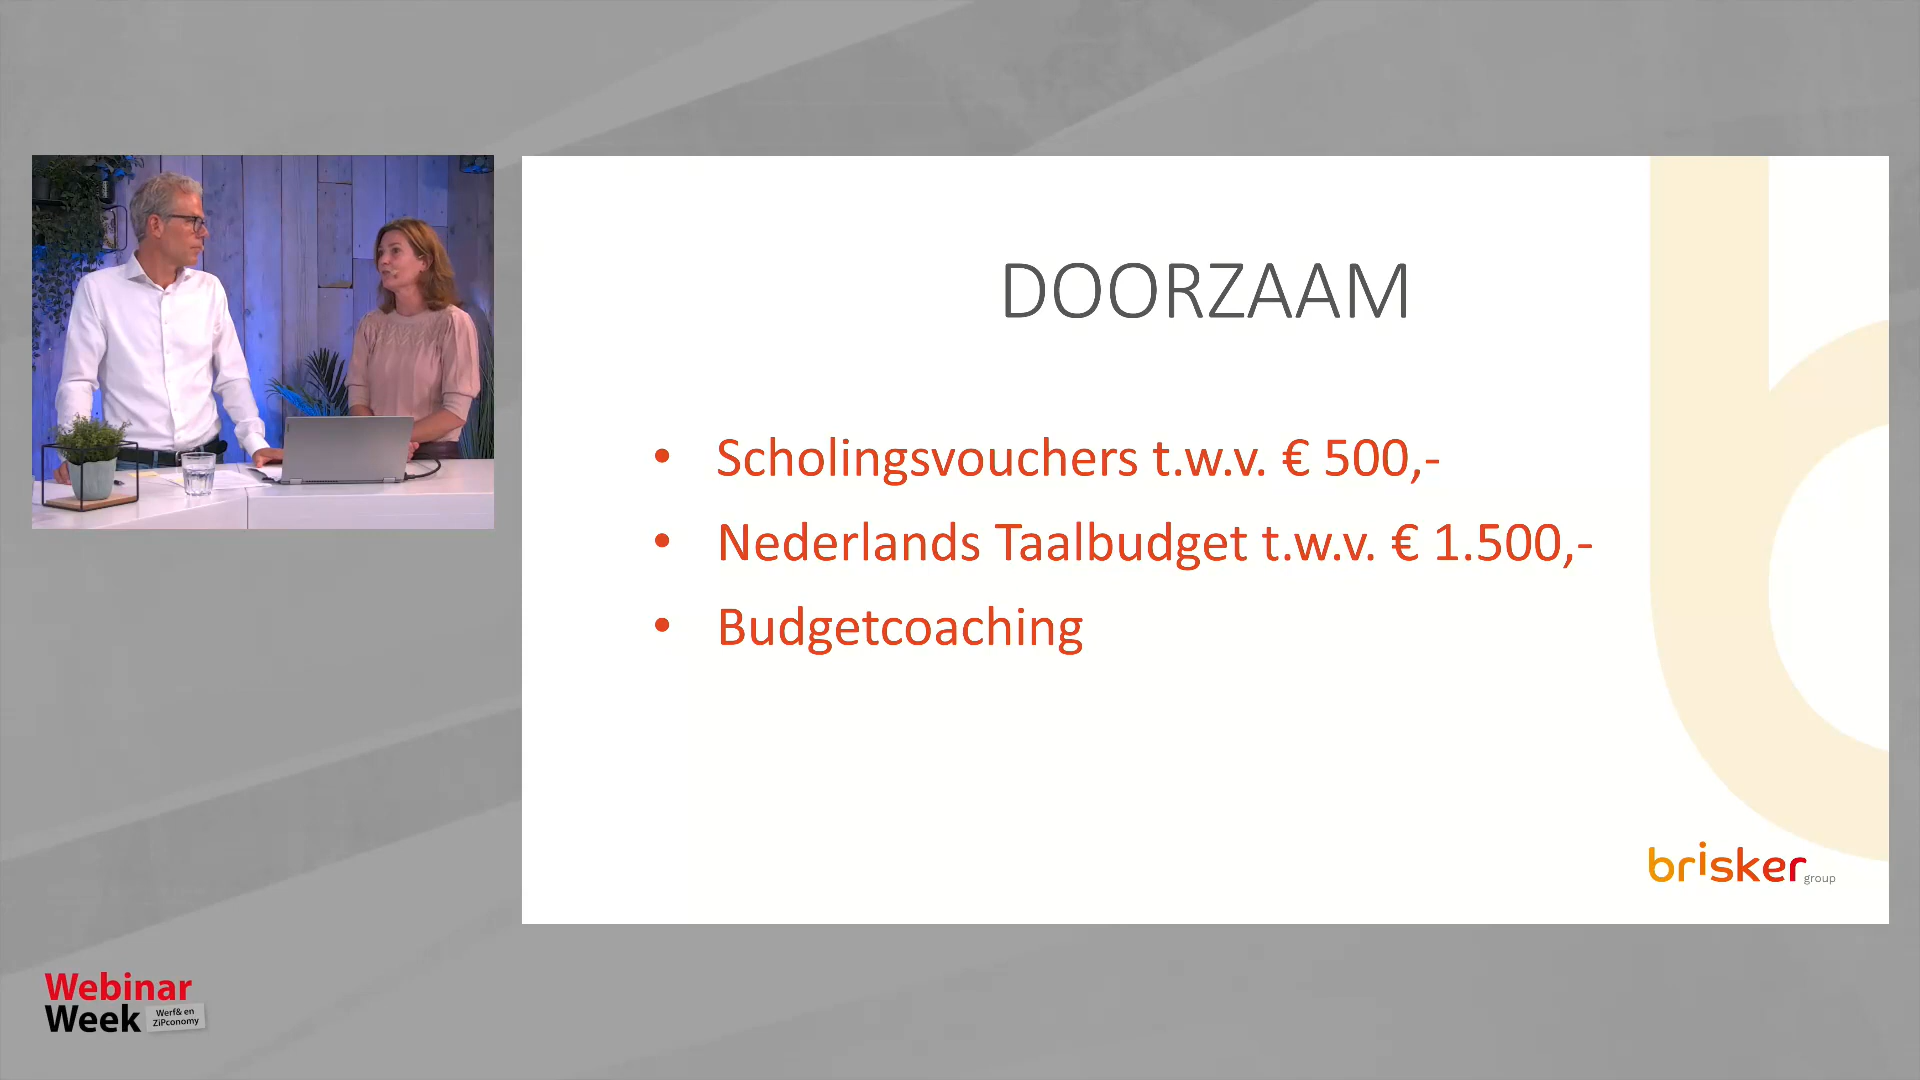 DOORZAAM
• Scholingsvouchers t.w.v. € 500,-
• Nederlands Taalbudget t.w.v. € 1.500,-
• Budgetcoaching
brisker group
Webinar
Week
Werf& en
ZiPconomy